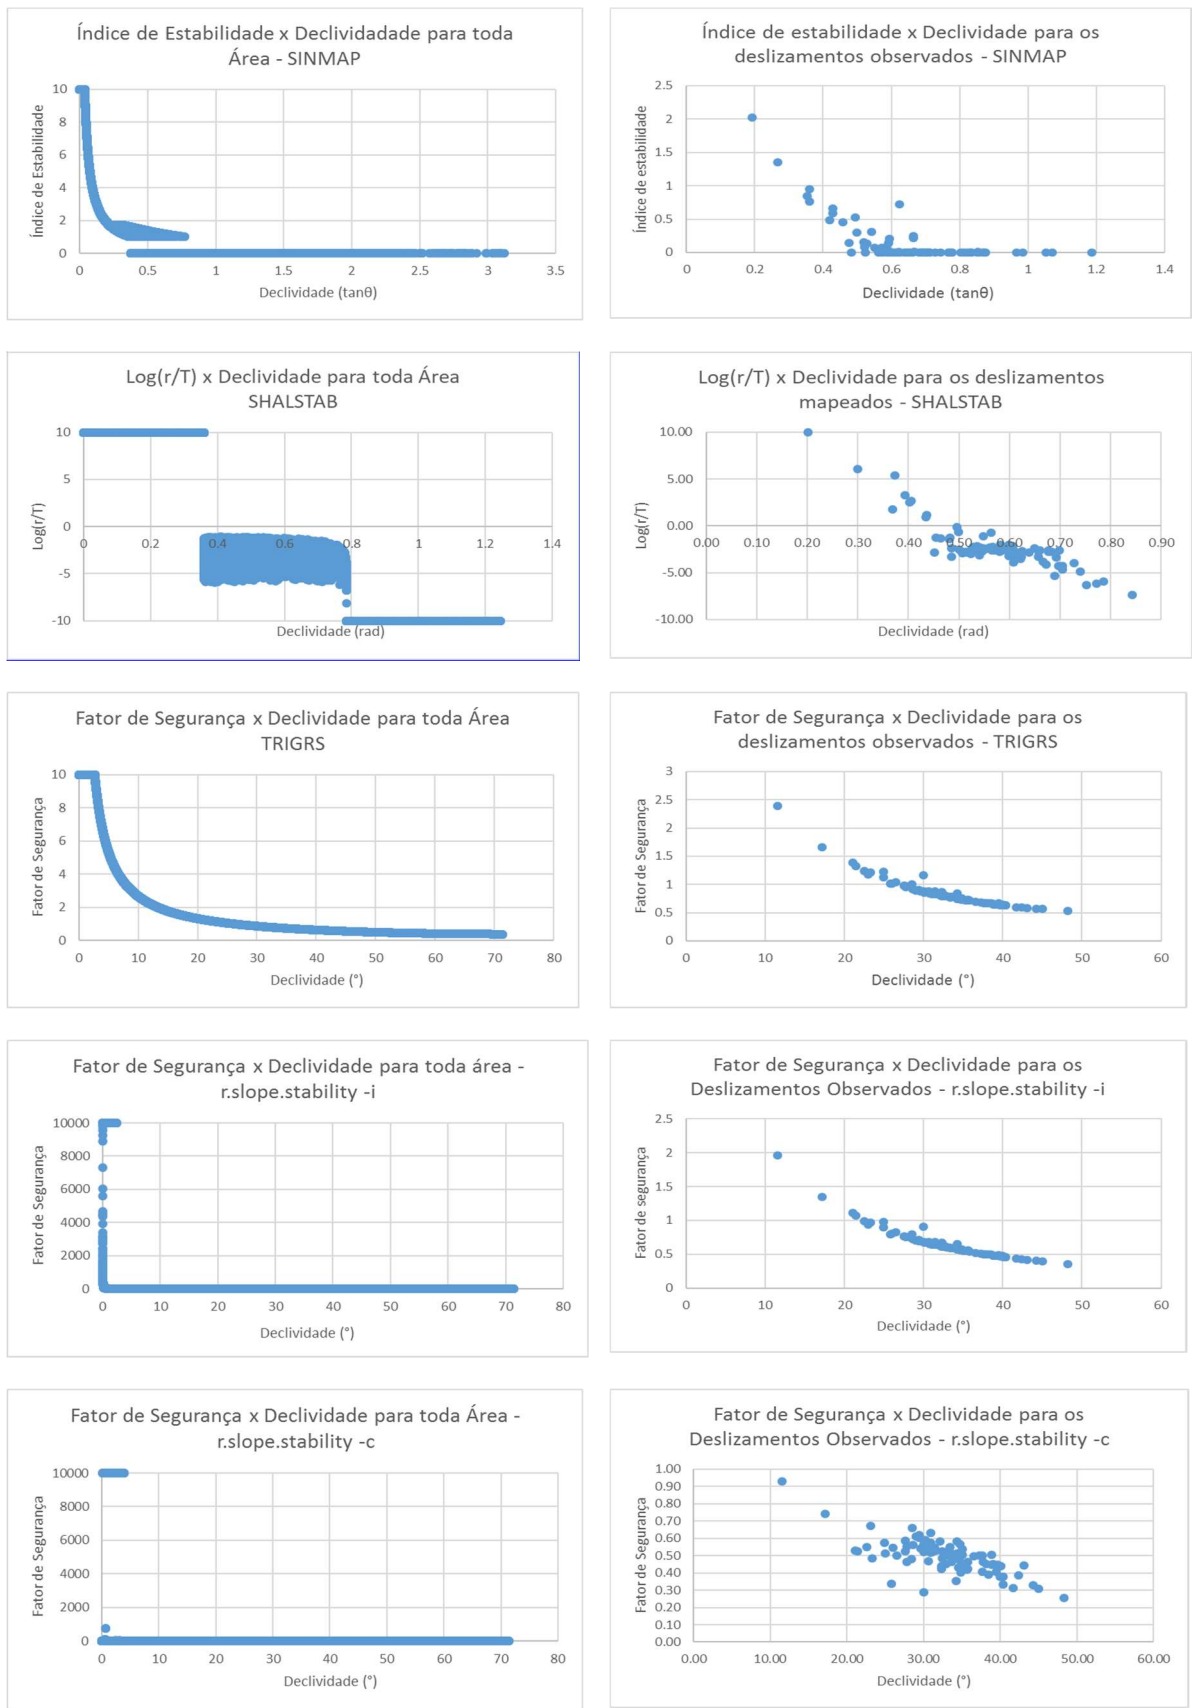 Índice de Estabilidade x Declividadade para toda
Área - SINMAP
10
8
6
4
2
0
Índice de Estabilidade
0 0.5 1 1.5 2 2.5 3 3.5
Declividade (tanθ)
Índice de estabilidade x Declividade para os
deslizamentos observados - SINMAP
2.5
2
1.5
1
0.5
0
Índice de estabilidade
0 0.2 0.4 0.6 0.8 1 1.2 1.4
Declividade (tanθ)
Log(r/T) x Declividade para toda Área
SHALSTAB
10
5
0
-5
-10
Log(r/T)
0 0.2 0.4 0.6 0.8 1 1.2 1.4
Declividade (rad)
Log(r/T) x Declividade para os deslizamentos
mapeados - SHALSTAB
10.00
5.00
0.00
-5.00
-10.00
Log(r/T)
0.00 0.10 0.20 0.30 0.40 0.50 0.60 0.70 0.80 0.90
Declividade (rad)
Fator de Segurança x Declividade para toda Área
TRIGRS
10
8
6
4
2
0
Fator de Segurança
0 10 20 30 40 50 60 70 80
Declividade (°)
Fator de Segurança x Declividade para os
deslizamentos observados - TRIGRS
3
2.5
2
1.5
1
0.5
0
Fator de Segurança
0 10 20 30 40 50 60
Declividade (°)
Fator de Segurança x Declividade para toda área -
r.slope.stability -i
10000
8000
6000
4000
2000
0
Fator de Segurança
0 10 20 30 40 50 60 70 80
Declividade (°)
Fator de Segurança x Declividade para os
Deslizamentos Observados - r.slope.stability -i
2.5
2
1.5
1
0.5
0
Fator de segurança
0 10 20 30 40 50 60
Declividade (°)
Fator de Segurança x Declividade para toda Área -
r.slope.stability -c
10000
8000
6000
4000
2000
0
Fator de Segurança
0 10 20 30 40 50 60 70 80
Declividade (°)
Fator de Segurança x Declividade para os
Deslizamentos Observados - r.slope.stability -c
1.00
0.90
0.80
0.70
0.60
0.50
0.40
0.30
0.20
0.10
0.00
Fator de Segurança
0.00 10.00 20.00 30.00 40.00 50.00 60.00
Declividade (°)